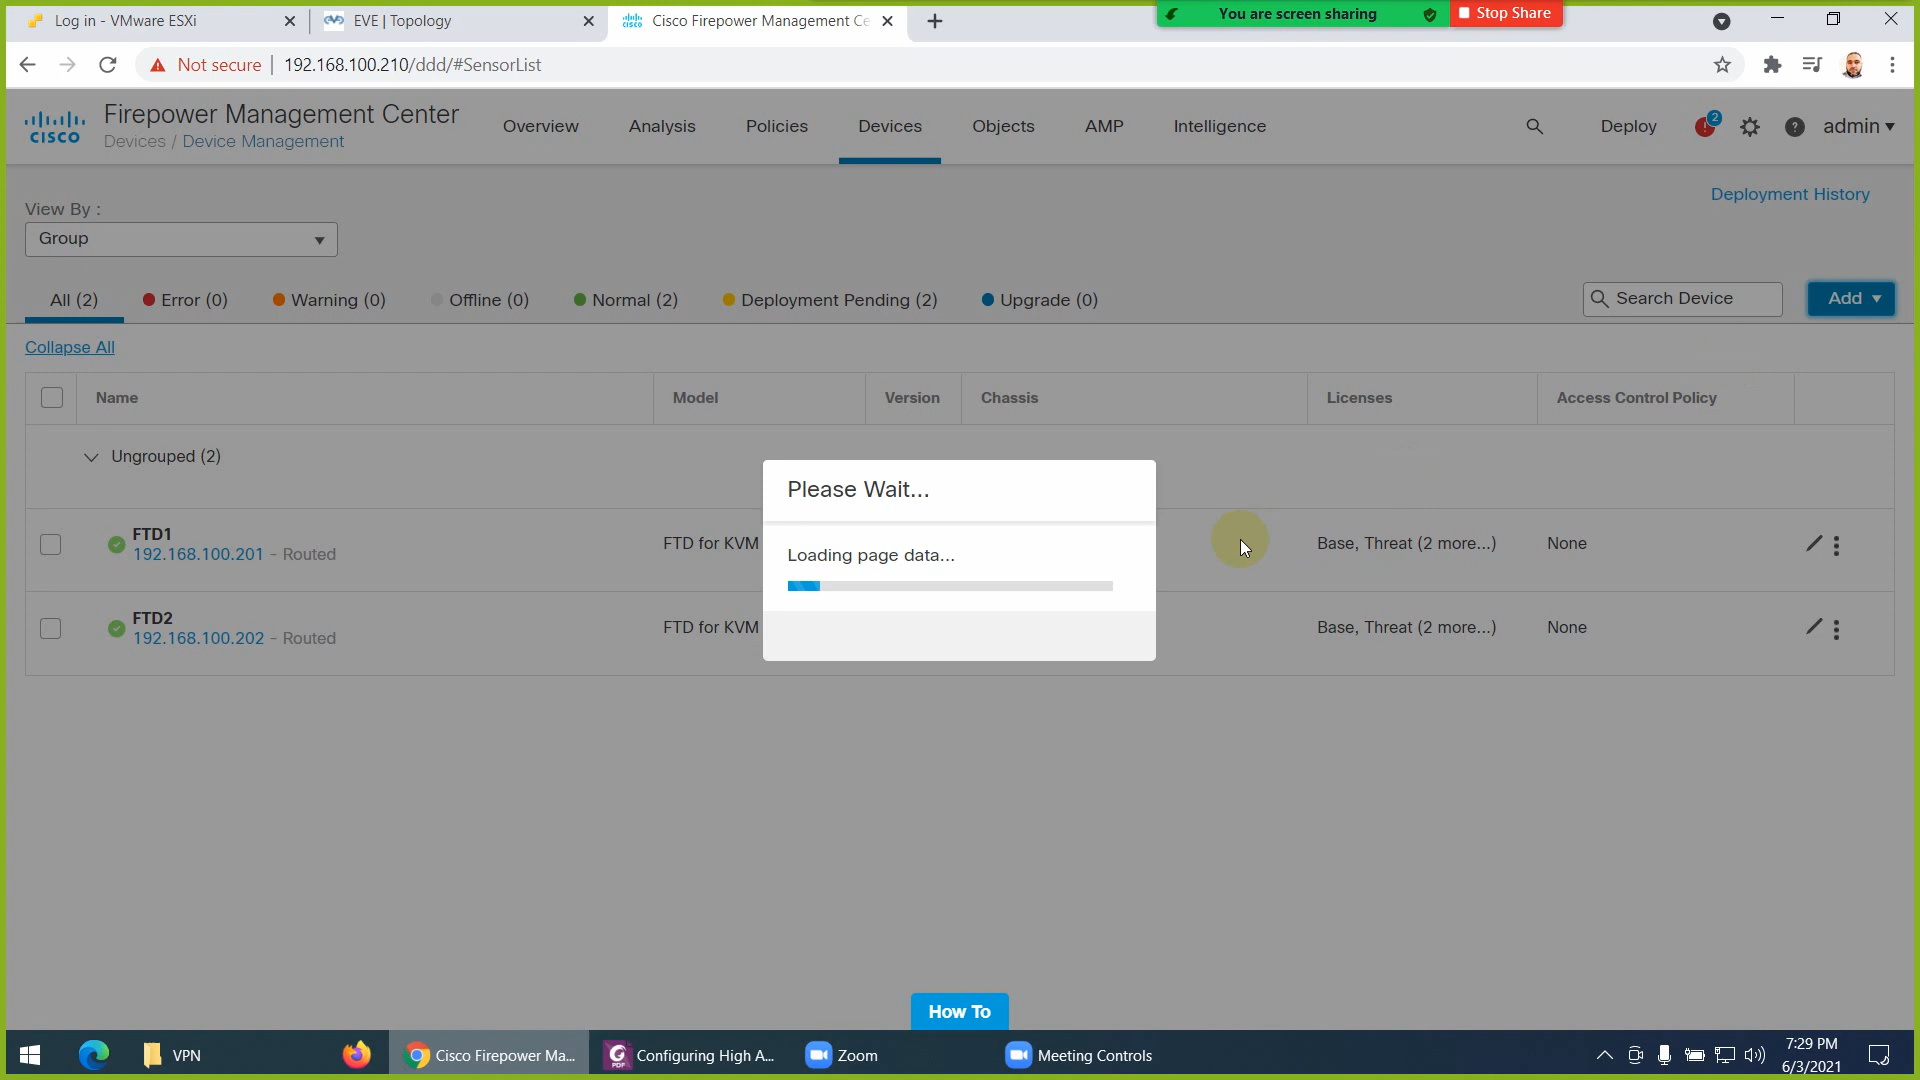 Log in - VMware ESXi
EVE | Topology
Cisco Firepower Management Ce
You are screen sharing
Stop Share
Not secure
192.168.100.210/ddd/#SensorList
CISCO
Firepower Management Center
Devices / Device Management
Overview
Analysis
Policies
Devices
Objects
AMP
Intelligence
Deploy
2
admin
Deployment History
View By :
Group
All (2)
Error (0)
Warning (0)
Offline (0)
Normal (2)
Deployment Pending (2)
Upgrade (0)
Search Device
Add
Collapse All
Name
Model
Version
Chassis
Licenses
Access Control Policy
Ungrouped (2)
FTD1
192.168.100.201 - Routed
FTD for KVM
Base, Threat (2 more...)
None
FTD2
192.168.100.202 - Routed
FTD for KVM
Base, Threat (2 more...)
None
Please Wait...
Loading page data...
How To
VPN
Cisco Firepower Ma...
PDF
Configuring High A...
Zoom
Meeting Controls
7:29 PM
6/3/2021